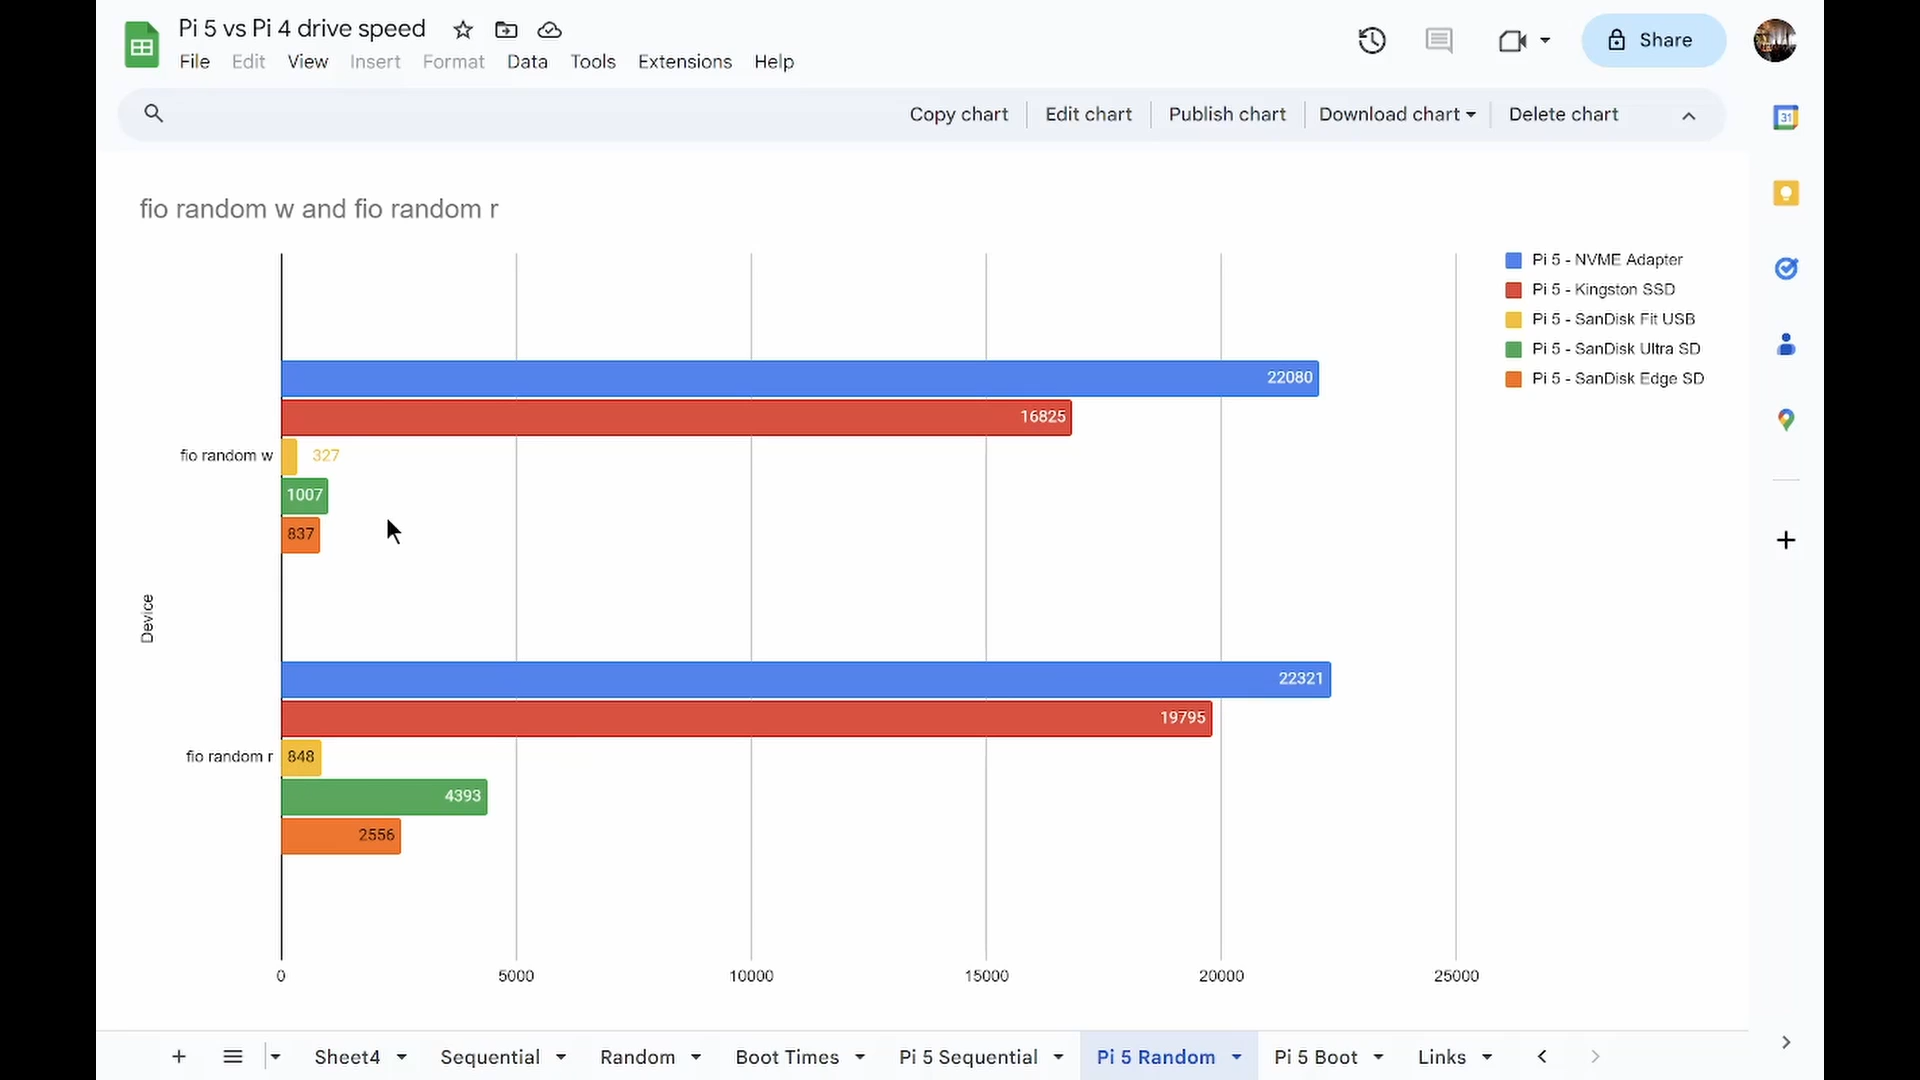 Pi 5 vs Pi 4 drive speed
File Edit View Insert Format Data Tools Extensions Help
Share
Copy chart Edit chart Publish chart Download chart Delete chart
31
fio random w and fio random r
Pi 5 - NVME Adapter
Pi 5 - Kingston SSD
Pi 5 - SanDisk Fit USB
Pi 5 - SanDisk Ultra SD
Pi 5 - SanDisk Edge SD
22080
16825
fio random w 327
1007
837
Device
22321
19795
fio random r 848
4393
2556
0 5000 10000 15000 20000 25000
Sheet4 Sequential Random Boot Times Pi 5 Sequential Pi 5 Random Pi 5 Boot Links